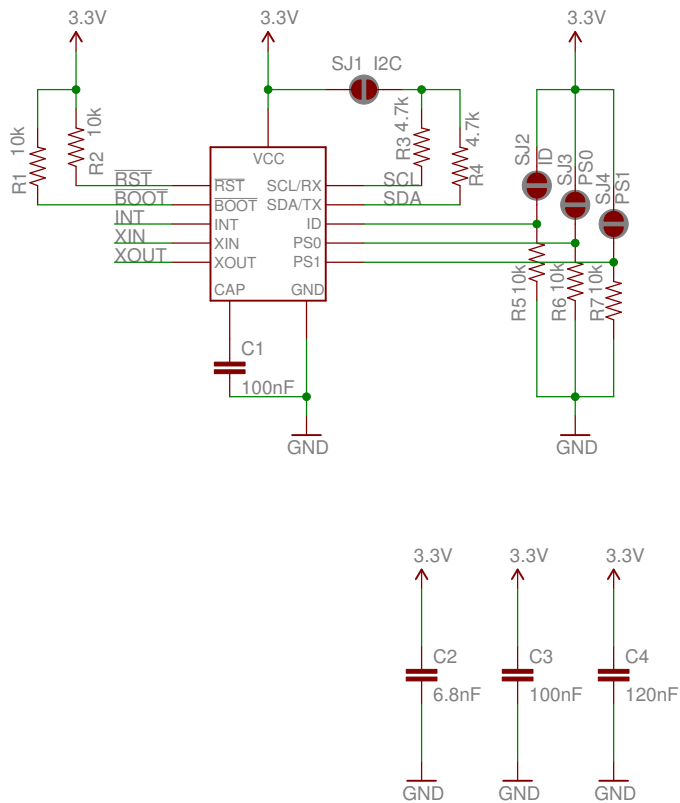 3.3V
3.3V
3.3V
SJ1 I2C
10k
R1
10k
R2
R3 4.7k
4.7k
R4
SJ2
ID
SJ3
PS0
SJ4
PS1
VCC
RST
BOOT
INT
XIN
XOUT
RST
BOOT
INT
XIN
XOUT
SCL/RX
SDA/TX
ID
PS0
PS1
SCL
SDA
CAP
GND
R5 10k
R6 10k
R7 10k
C1
100nF
GND
GND
3.3V
3.3V
3.3V
C2
6.8nF
C3
100nF
C4
120nF
GND
GND
GND